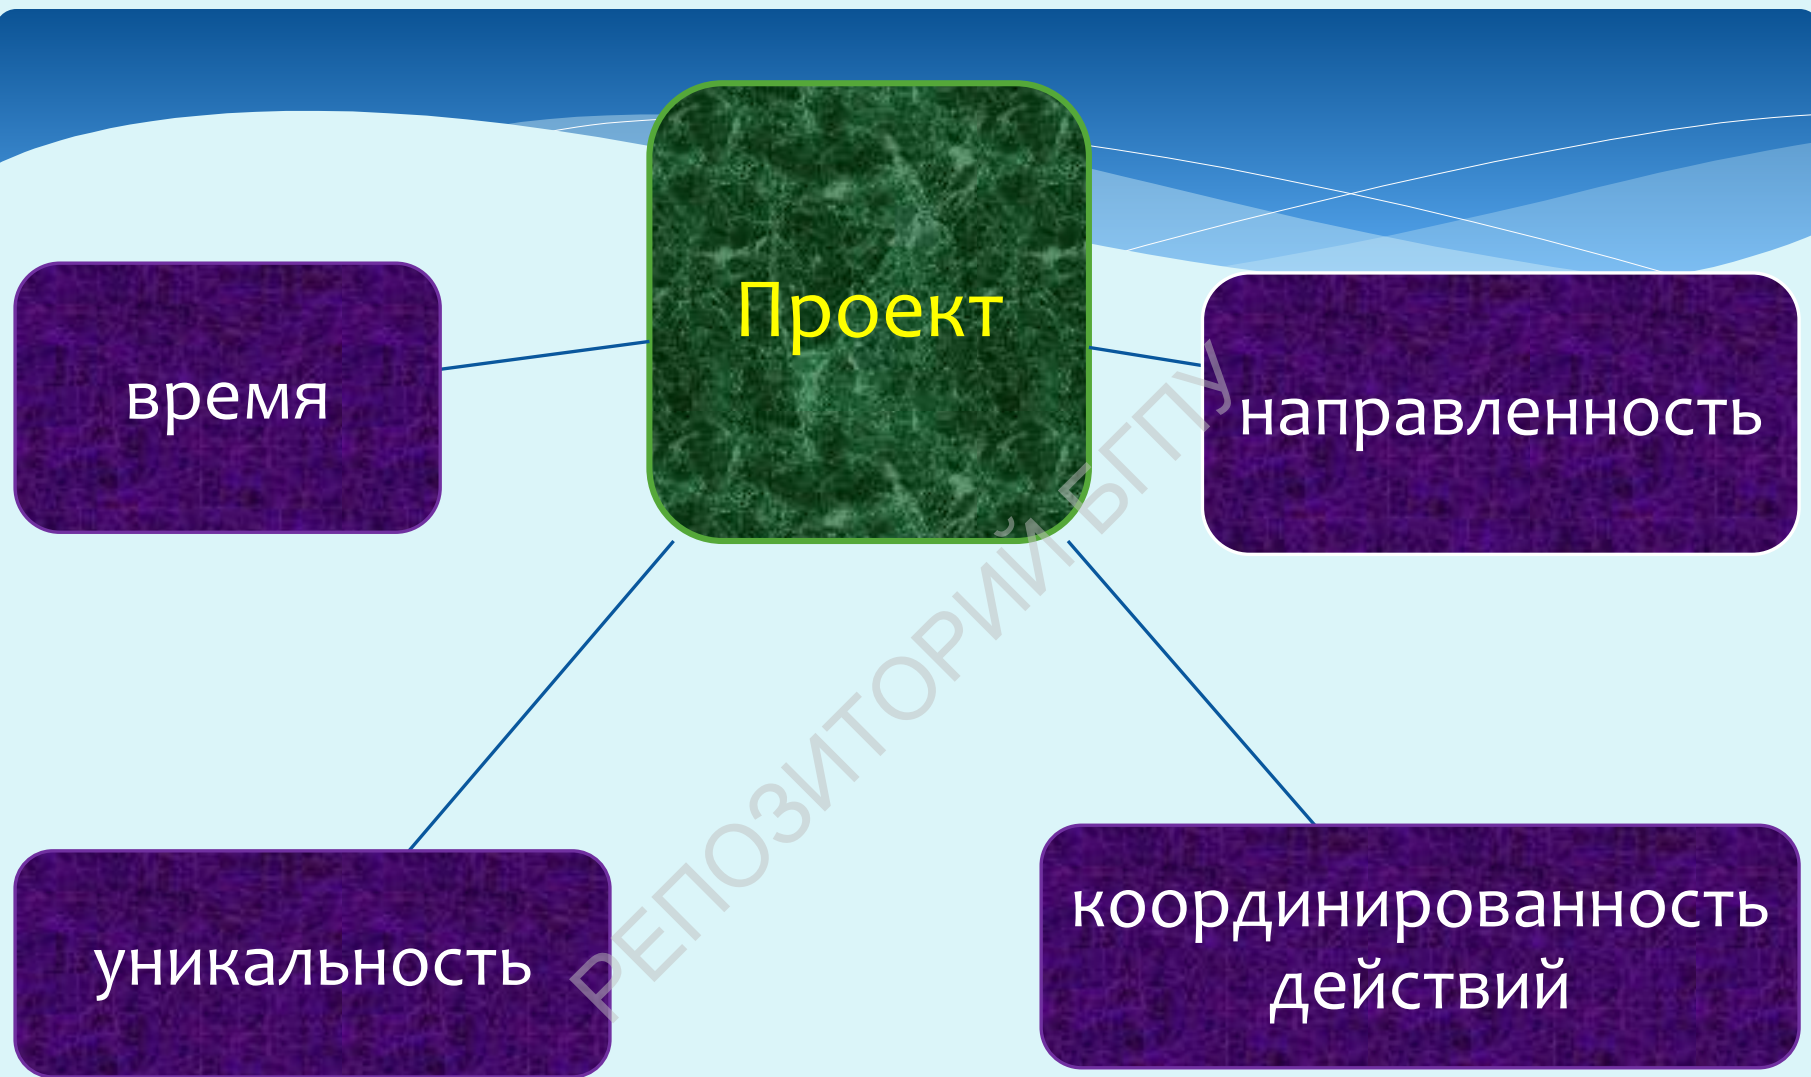 Проект
время
направленность
уникальность
координированность
действий
РЕПОЗИТОРИЙ БГПУ